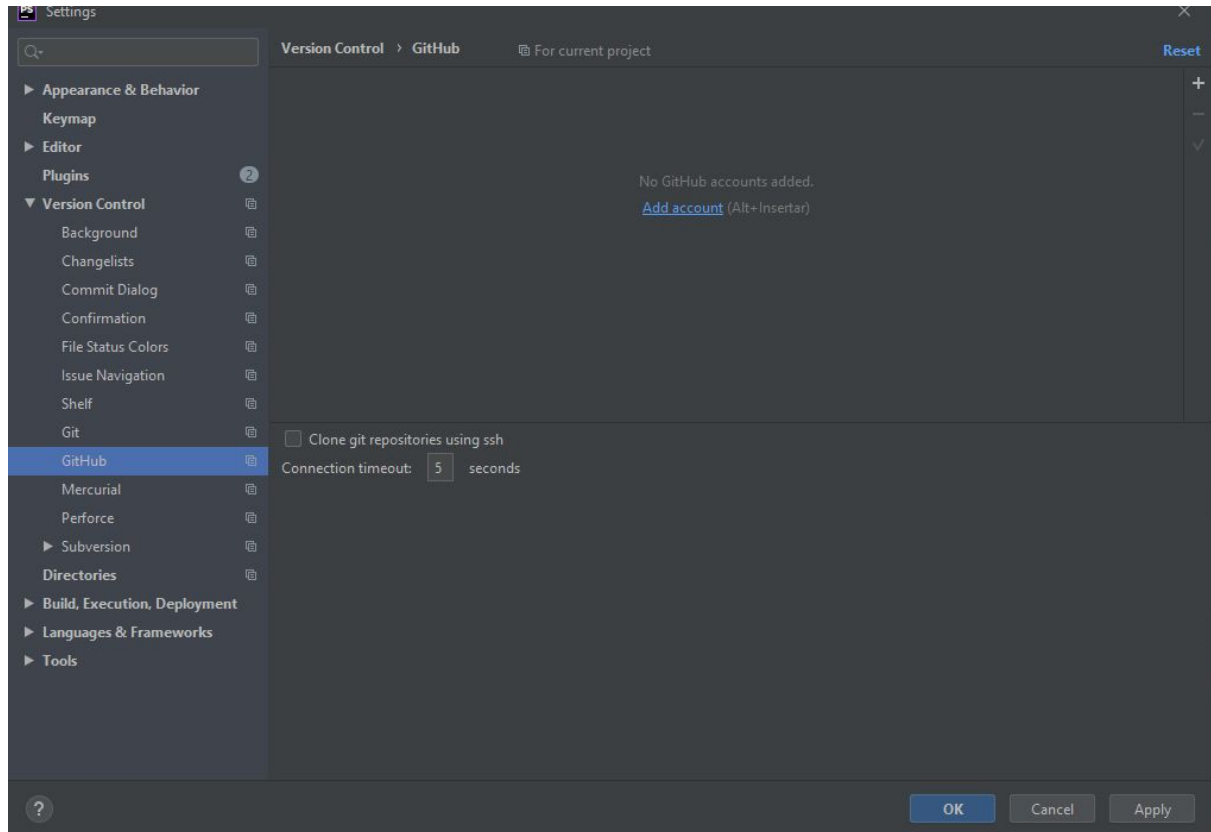 PS Settings
Version Control › GitHub For current project Reset
Appearance & Behavior
Keymap
Editor
Plugins 2
Version Control
Background
Changelists
Commit Dialog
Confirmation
File Status Colors
Issue Navigation
Shelf
Git
GitHub
Mercurial
Perforce
Subversion
Directories
Build, Execution, Deployment
Languages & Frameworks
Tools
No GitHub accounts added.
Add account (Alt+Insertar)
Clone git repositories using ssh
Connection timeout: 5 seconds
? OK Cancel Apply